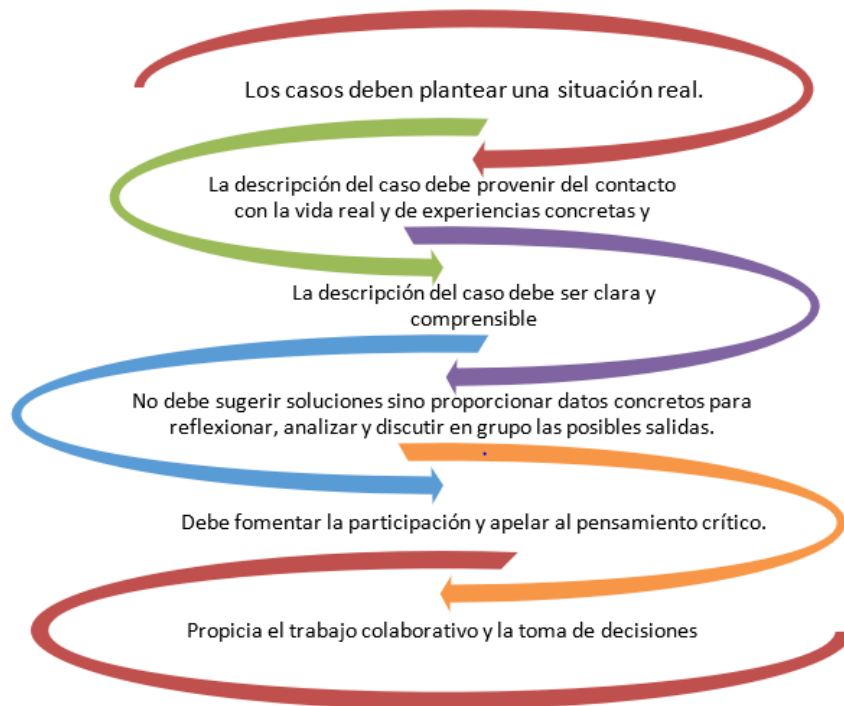 Los casos deben plantear una situación real.
La descripción del caso debe provenir del contacto
con la vida real y de experiencias concretas y
La descripción del caso debe ser clara y
comprensible
No debe sugerir soluciones sino proporcionar datos concretos para
reflexionar, analizar y discutir en grupo las posibles salidas.
Debe fomentar la participación y apelar al pensamiento crítico.
Propicia el trabajo colaborativo y la toma de decisiones